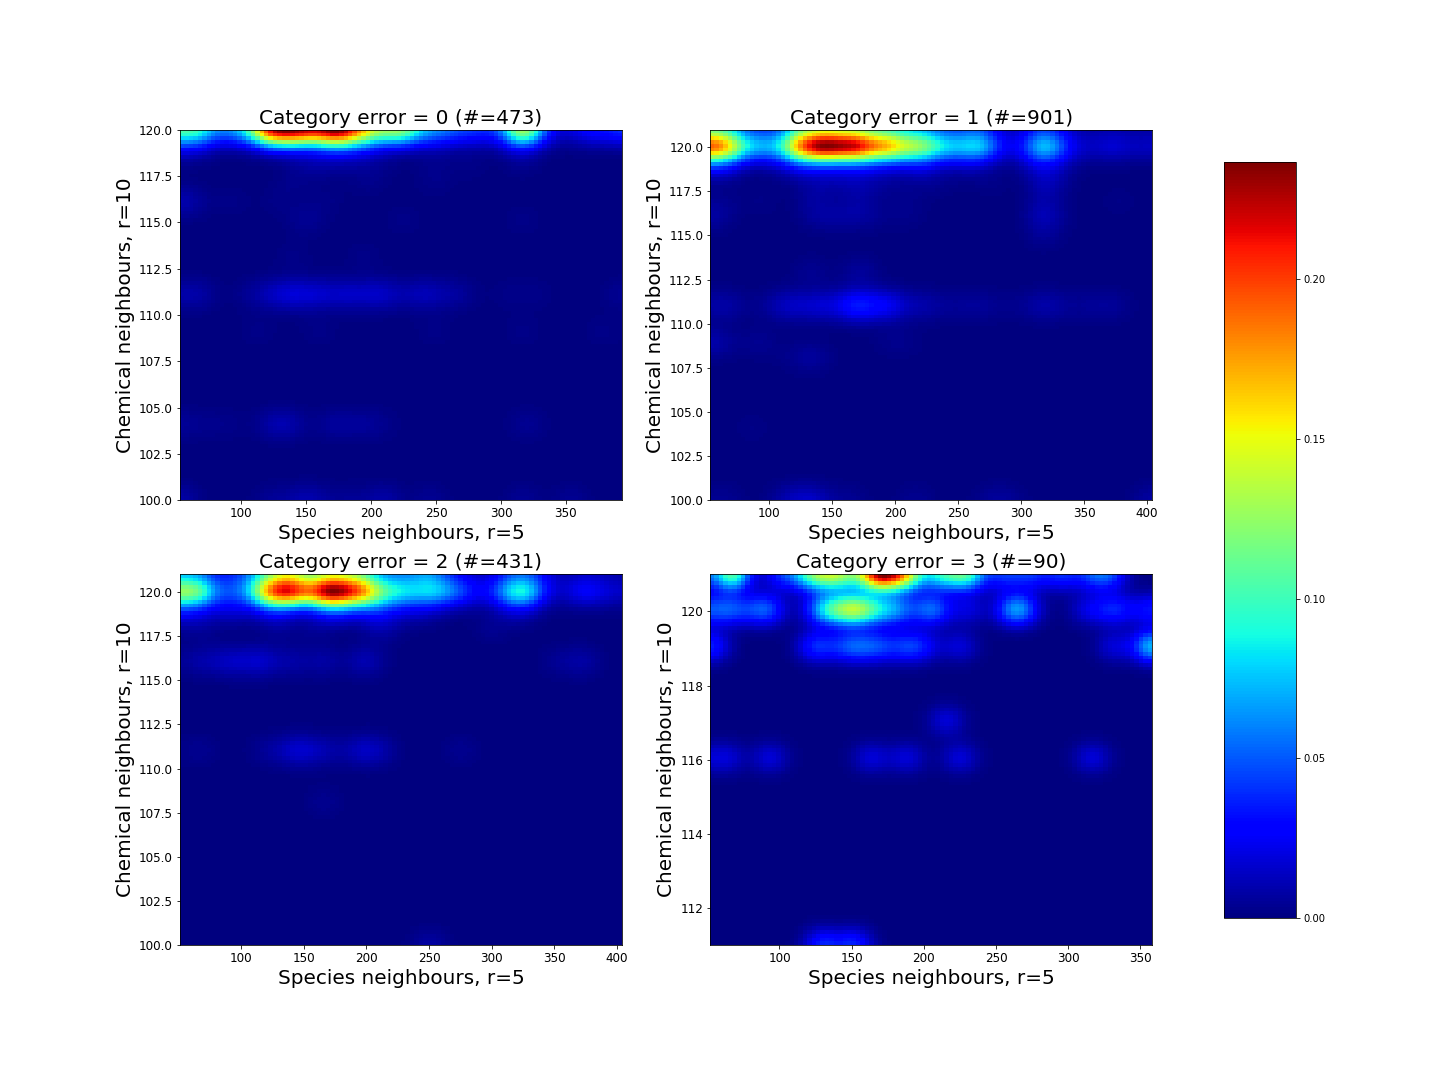 Category error = 0 (#=473)
Chemical neighbours, r=10
120.0
117.5
115.0
112.5
110.0
107.5
105.0
102.5
100.0
100 150 200 250 300 350
Species neighbours, r=5
Category error = 1 (#=901)
Chemical neighbours, r=10
120.0
117.5
115.0
112.5
110.0
107.5
105.0
102.5
100.0
100 150 200 250 300 350 400
Species neighbours, r=5
Category error = 2 (#=431)
Chemical neighbours, r=10
120.0
117.5
115.0
112.5
110.0
107.5
105.0
102.5
100.0
100 150 200 250 300 350 400
Species neighbours, r=5
Category error = 3 (#=90)
Chemical neighbours, r=10
120
118
116
114
112
100 150 200 250 300 350
Species neighbours, r=5
0.20
0.15
0.10
0.05
0.00